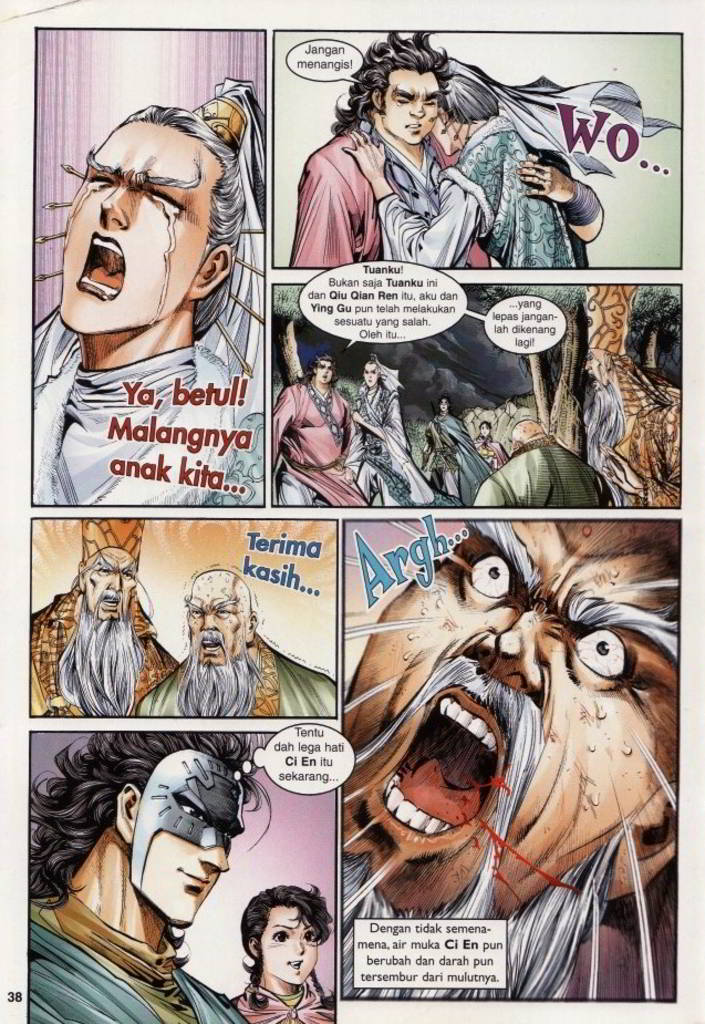 Ya, betul!
Malangnya
anak kita...
Jangan
menangis!
WO...
Tuanku!
Bukan saja Tuanku ini
dan Qiu Qian Ren itu, aku dan
Ying Gu pun telah melakukan
sesuatu yang salah.
Oleh itu...
...yang
lepas jangan-
lah dikenang
lagi!
Terima
kasih...
Argh...
Dengan tidak semena-
mena, air muka Ci En pun
berubah dan darah pun
tersembur dari mulutnya.
Tentu
dah lega hati
Ci En itu
sekarang...
38